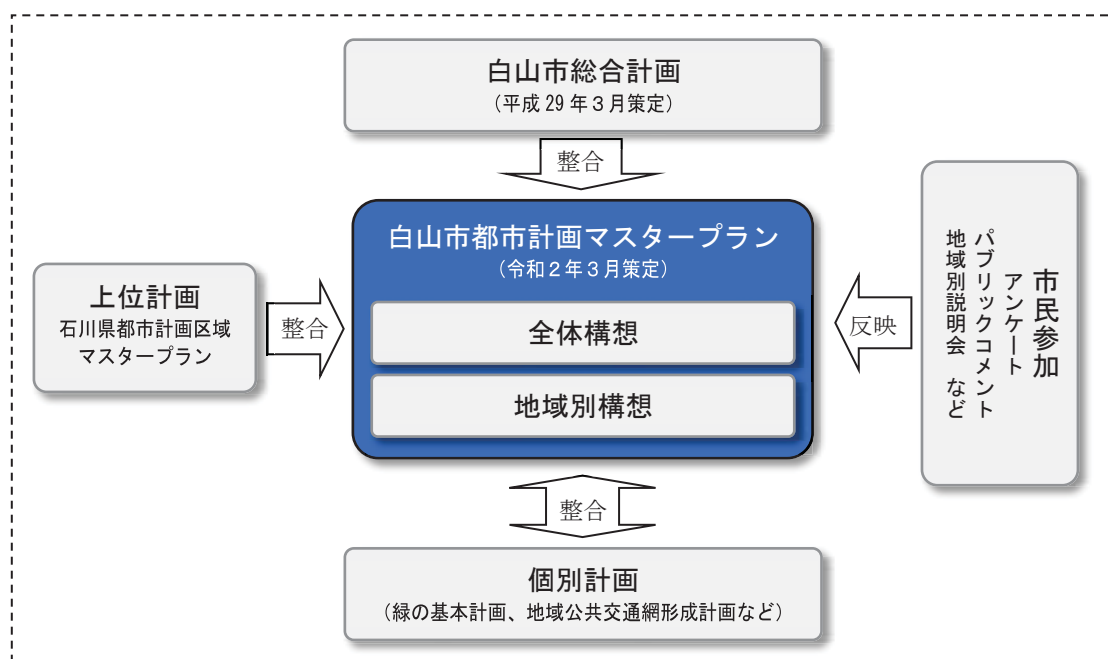 白山市総合計画
（平成 29 年３月策定）
整合
白山市都市計画マスタープラン
（令和２年３月策定）
全体構想
地域別構想
上位計画
石川県都市計画区域
マスタープラン
整合
反映
市民参加
アンケート
パブリックコメント
地域別説明会 など
整合
個別計画
（緑の基本計画、地域公共交通網形成計画など）